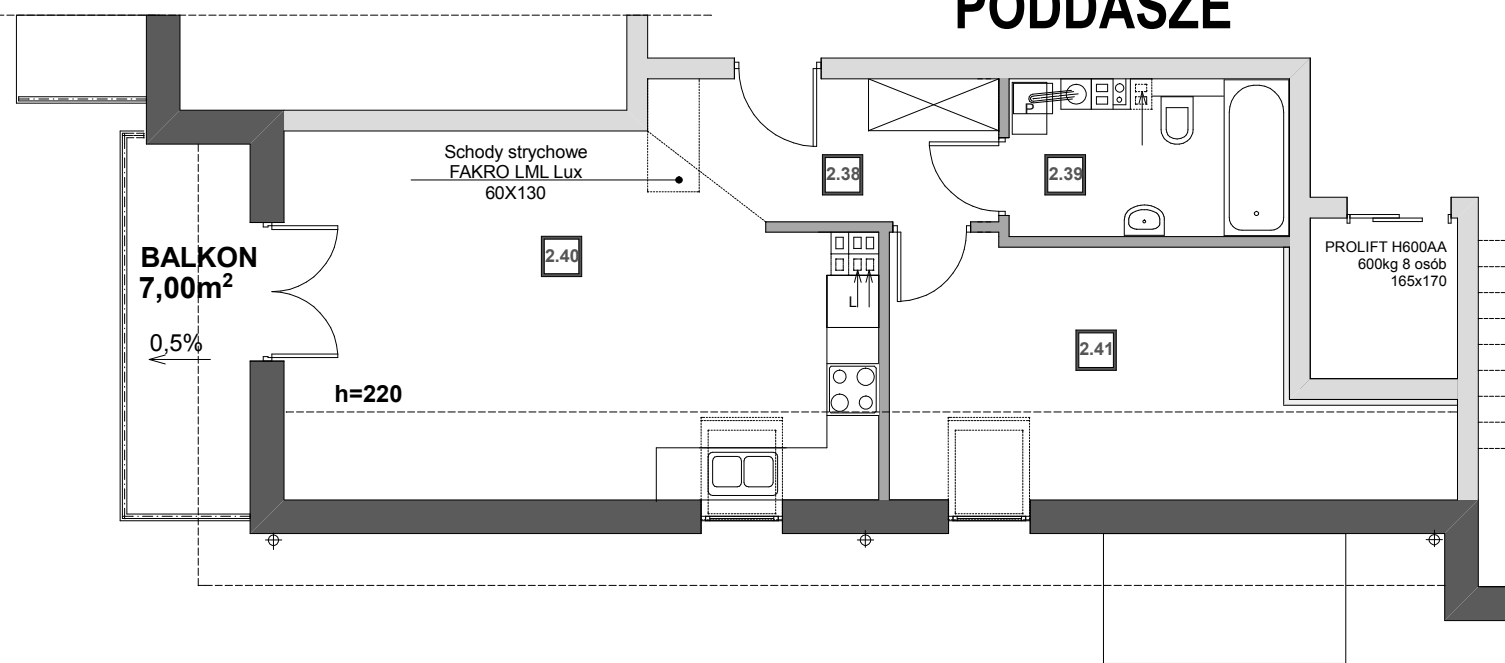 PODDASZE
Schody strychowe
FAKRO LML Lux
60X130
2.38
P
2.39
BALKON
7,00m²
2.40
PROLIFT H600AA
600kg 8 osób
165x170
L
0,5%
2.41
h=220